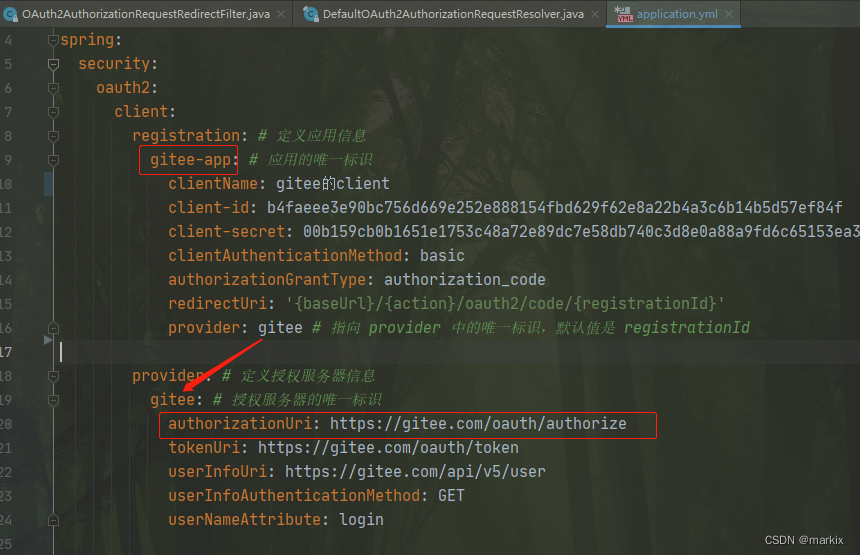 OAuth2AuthorizationRequestRedirectFilter.java DefaultOAuth2AuthorizationRequestResolver.java application.yml
4 spring:
5 security:
6 oauth2:
7 client:
8 registration: # 定义应用信息
9 gitee-app: # 应用的唯一标识
10 clientName: gitee的client
11 client-id: b4faeee3e90bc756d669e252e888154fbd629f62e8a22b4a3c6b14b5d57ef84f
12 client-secret: 00b159cb0b1651e1753c48a72e89dc7e58db740c3d8e0a88a9fd6c65153ea3
13 clientAuthenticationMethod: basic
14 authorizationGrantType: authorization_code
15 redirectUri: '{baseUrl}/{action}/oauth2/code/{registrationId}'
16 provider: gitee # 指向 provider 中的唯一标识，默认值是 registrationId
17
18 provider: # 定义授权服务器信息
19 gitee: # 授权服务器的唯一标识
20 authorizationUri: https://gitee.com/oauth/authorize
21 tokenUri: https://gitee.com/oauth/token
22 userInfoUri: https://gitee.com/api/v5/user
23 userInfoAuthenticationMethod: GET
24 userNameAttribute: login
25
CSDN @markix